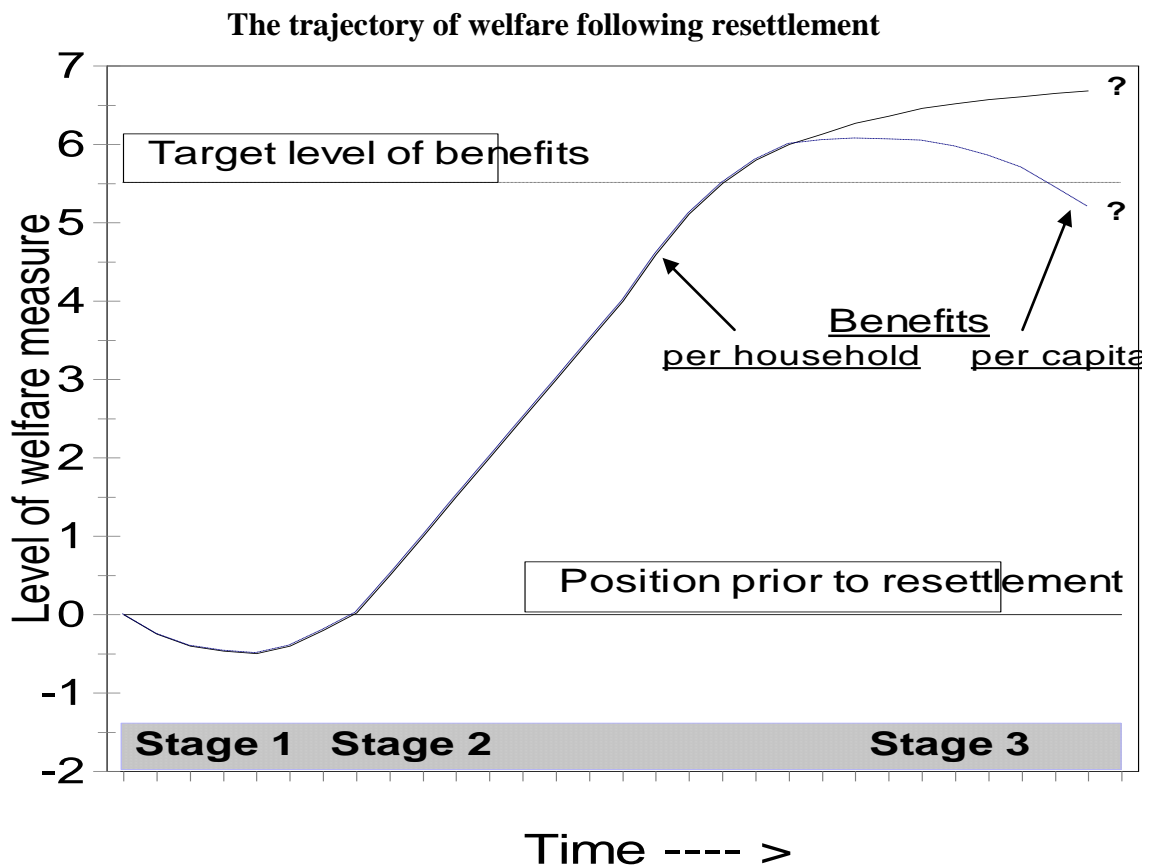 The trajectory of welfare following resettlement
7
?
6
Target level of benefits
5
?
4
Benefits
per household per capita
3
2
1
Position prior to resettlement
0
-1
Stage 1 Stage 2 Stage 3
-2
Level of welfare measure
Time ---- >